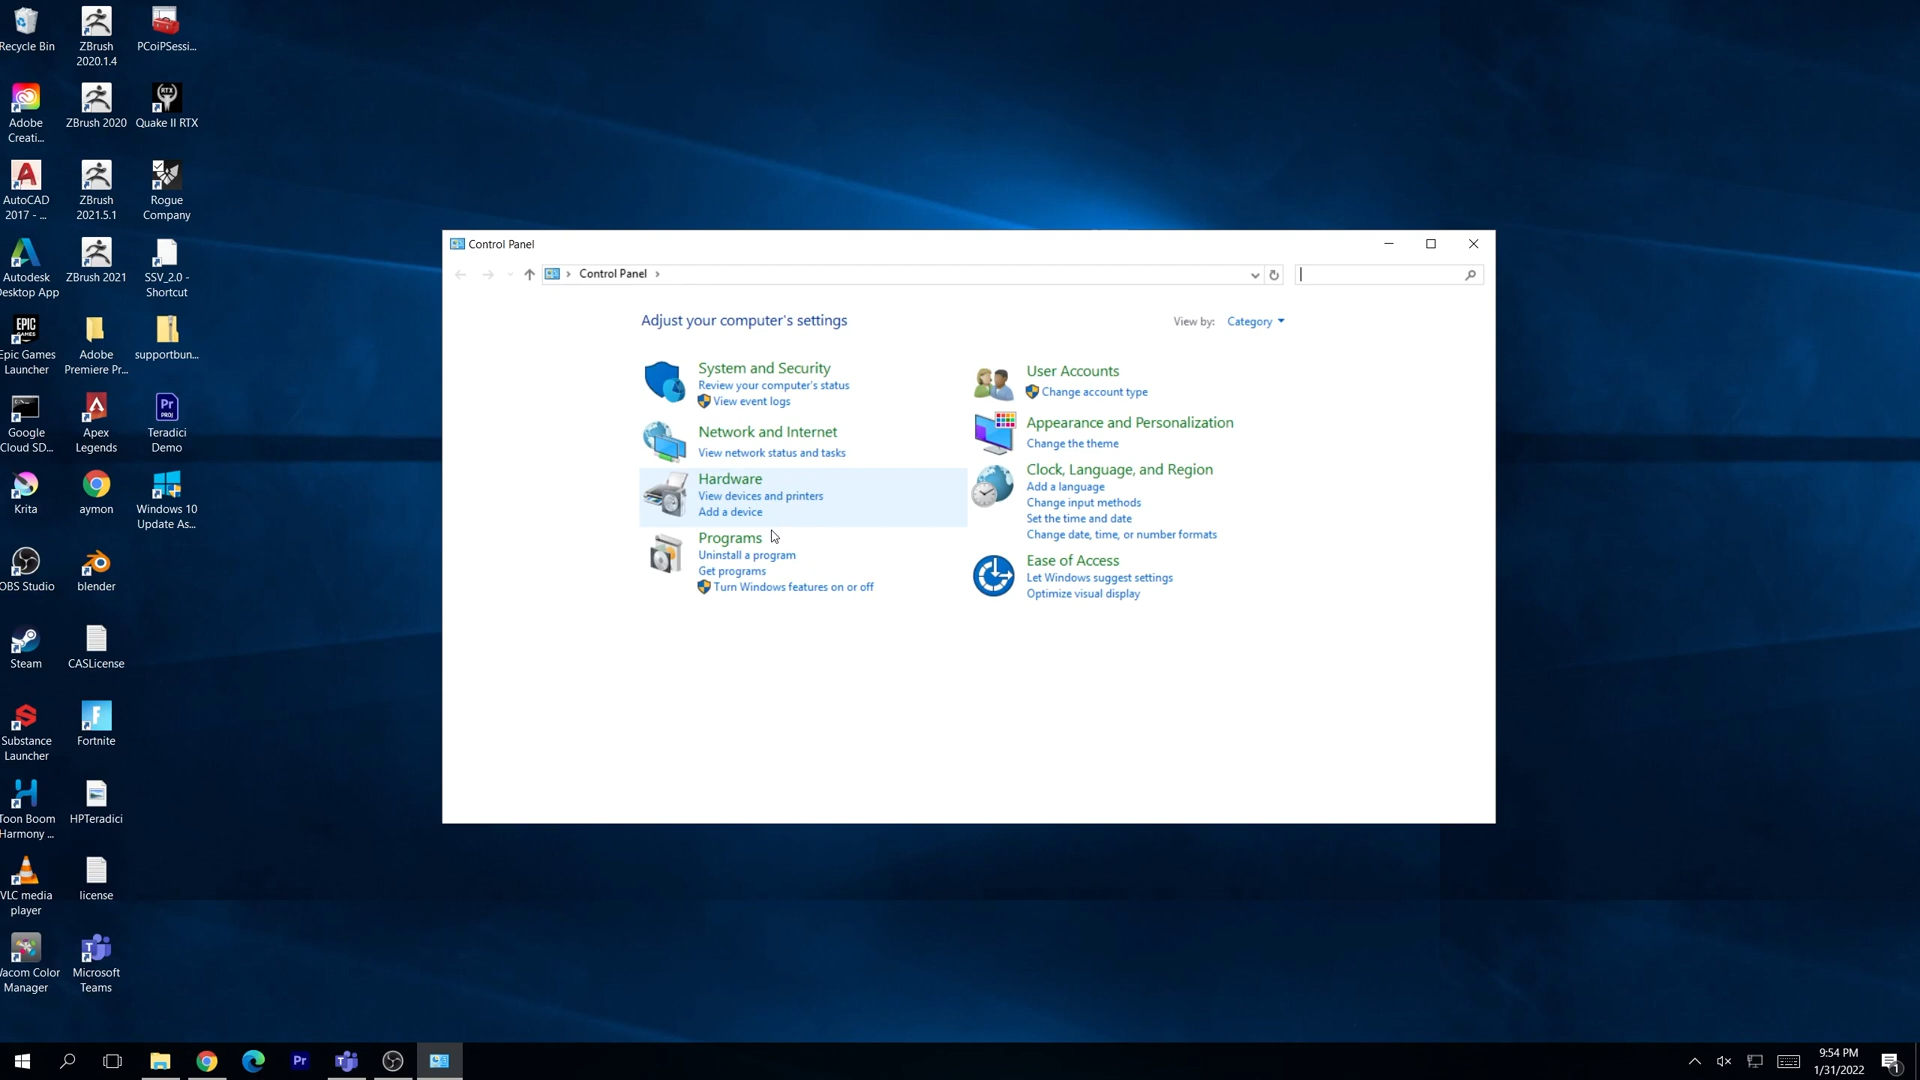 Recycle Bin
ZBrush
2020.1.4
PCoiPSessi...
Adobe
Creati...
ZBrush 2020
RTX
Quake II RTX
AutoCAD
2017 - ...
ZBrush
2021.5.1
Rogue
Company
Autodesk
Desktop App
ZBrush 2021
SSV_2.0 -
Shortcut
EPIC
GAMES
Epic Games
Launcher
Adobe
Premiere Pr...
supportbun...
Google
Cloud SD...
Apex
Legends
Pr
PROJ
Teradici
Demo
Krita
aymon
Windows 10
Update As...
OBS Studio
blender
Steam
CASLicense
Substance
Launcher
Fortnite
Toon Boom
Harmony ...
HPTeradici
VLC media
player
license
Wacom Color
Manager
Microsoft
Teams
Control Panel
Control Panel
Adjust your computer's settings
View by:
Category
System and Security
Review your computer's status
View event logs
Network and Internet
View network status and tasks
Hardware
View devices and printers
Add a device
Programs
Uninstall a program
Get programs
Turn Windows features on or off
User Accounts
Change account type
Appearance and Personalization
Change the theme
Clock, Language, and Region
Add a language
Change input methods
Set the time and date
Change date, time, or number formats
Ease of Access
Let Windows suggest settings
Optimize visual display
Pr
9:54 PM
1/31/2022
1